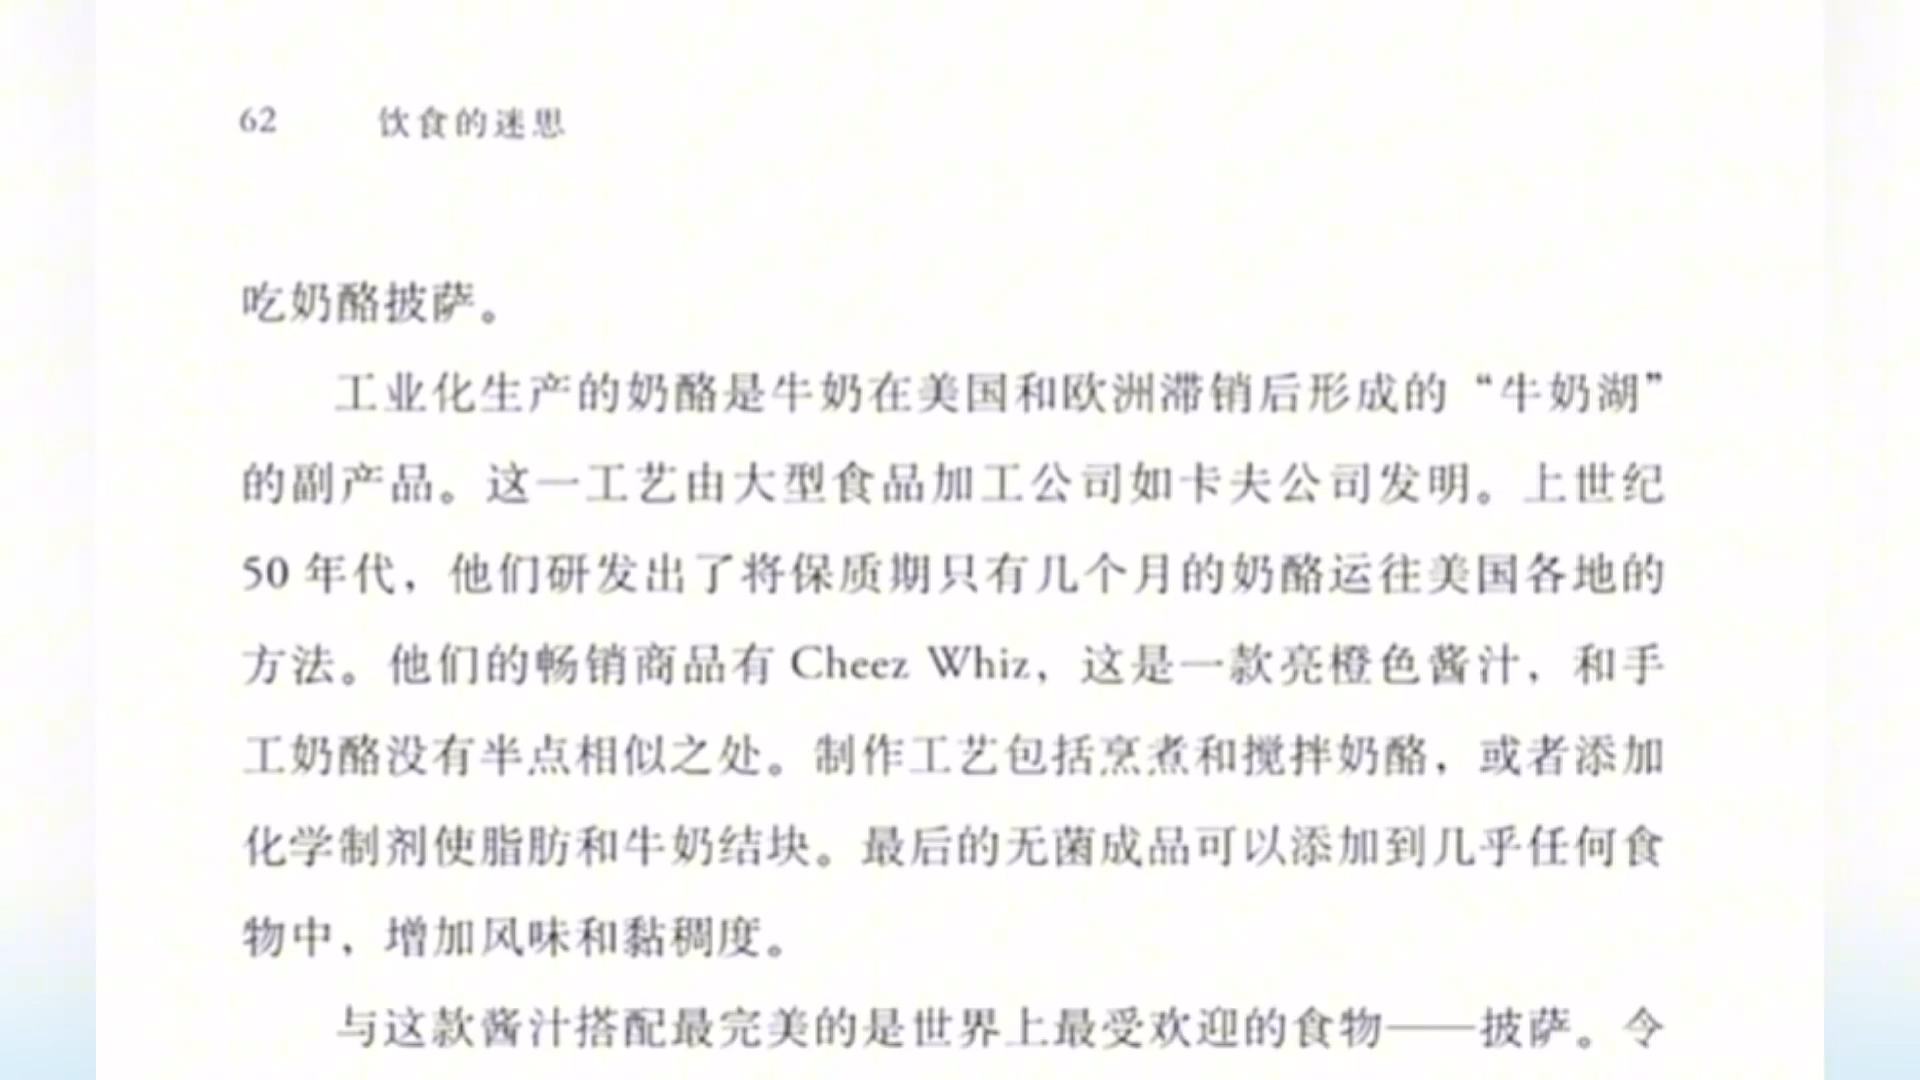 62 饮食的迷思
吃奶酪披萨。
工业化生产的奶酪是牛奶在美国和欧洲滞销后形成的“牛奶湖”
的副产品。这一工艺由大型食品加工公司如卡夫公司发明。上世纪
50 年代，他们研发出了将保质期只有几个月的奶酪运往美国各地的
方法。他们的畅销商品有 Cheez Whiz，这是一款亮橙色酱汁，和手
工奶酪没有半点相似之处。制作工艺包括烹煮和搅拌奶酪，或者添加
化学制剂使脂肪和牛奶结块。最后的无菌成品可以添加到几乎任何食
物中，增加风味和黏稠度。
与这款酱汁搭配最完美的是世界上最受欢迎的食物——披萨。令